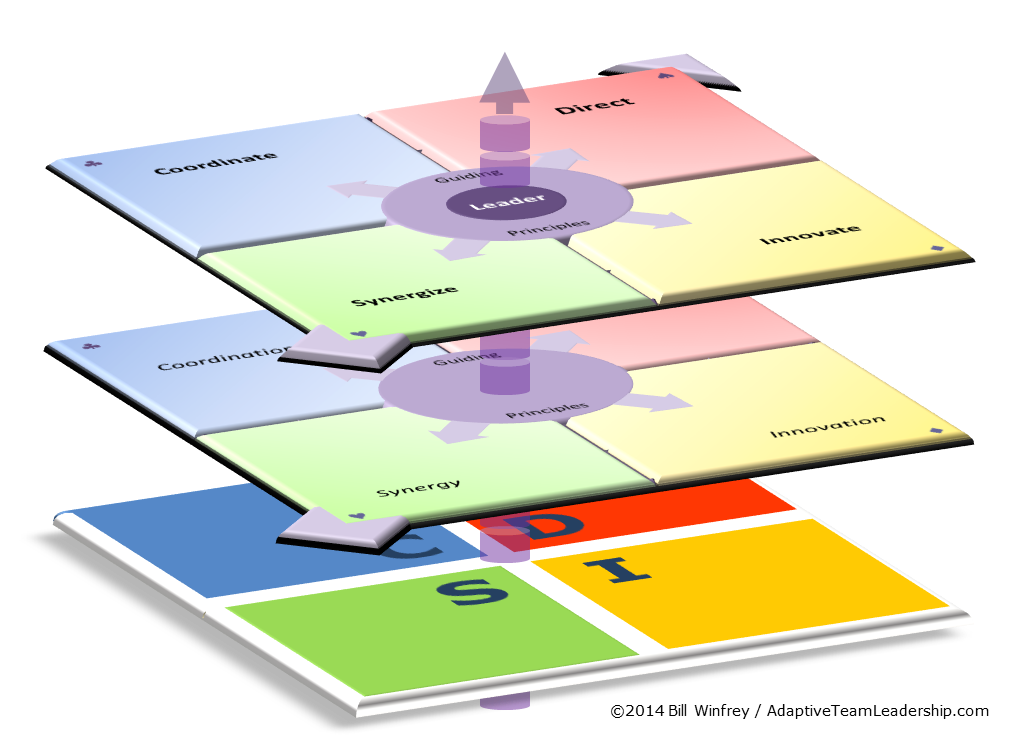 Direct
Coordinate
Guiding
Leader
Principles
Innovate
Synergize
Coordination
Guiding
Principles
Innovation
Synergy
C
D
S
I
©2014 Bill Winfrey / AdaptiveTeamLeadership.com